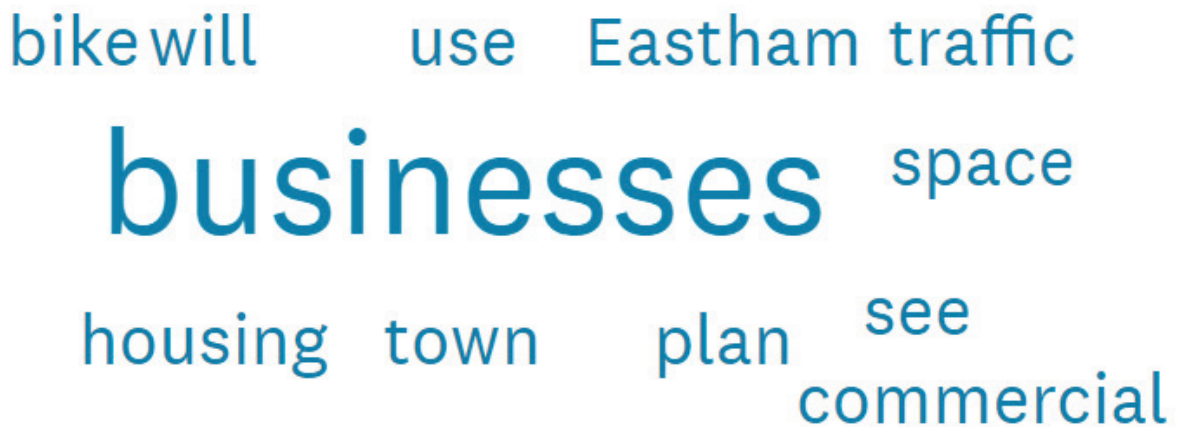 bike will use Eastham traffic
businesses space
housing town plan see
commercial